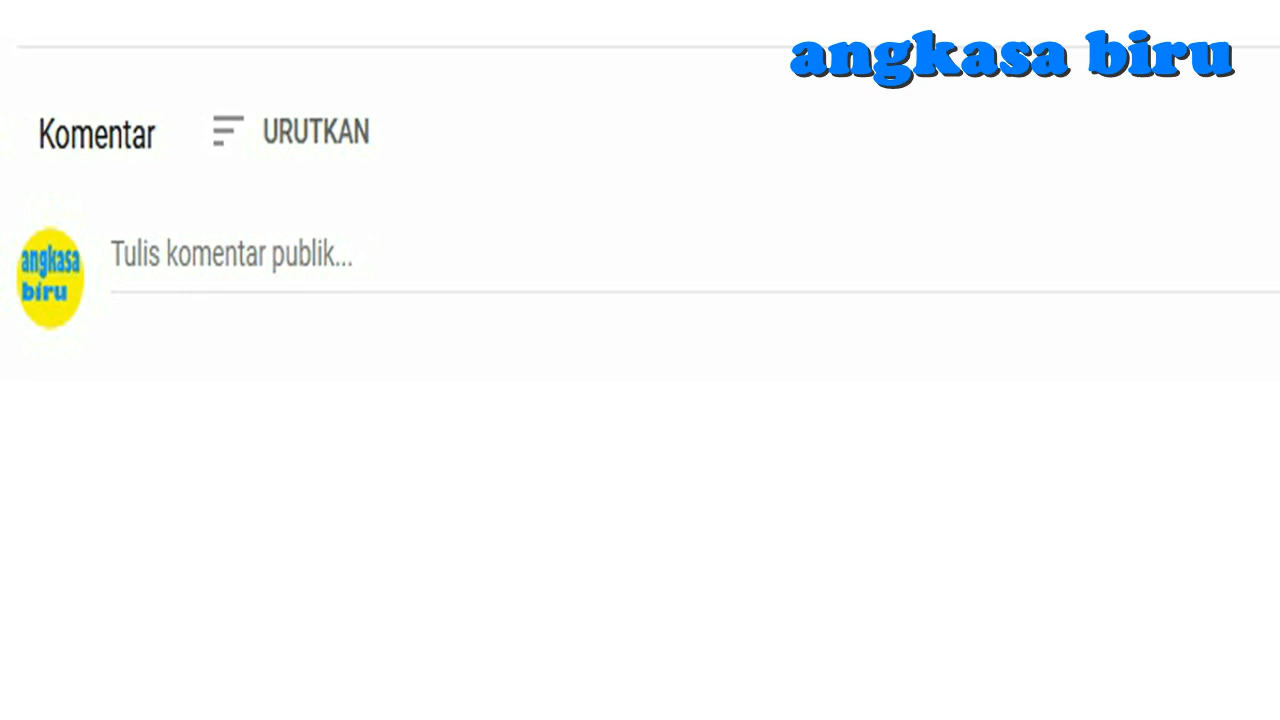 angkasa biru
Komentar URUTKAN
angkasa
biru
Tulis komentar publik...